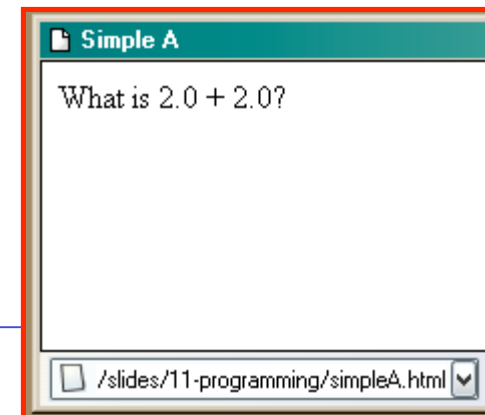 Simple A
What is 2.0 + 2.0?
/slides/11-programming/simpleA.html